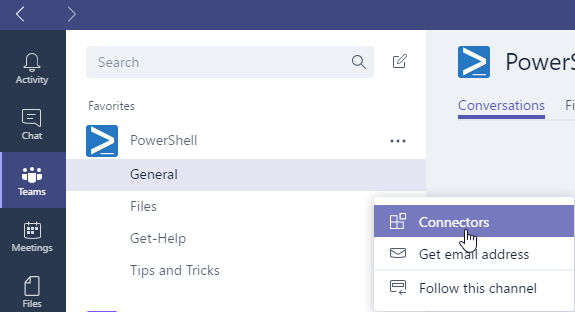 Search
Activity
Favorites
PowerShell
Conversations
Chat
PowerShell
General
Teams
Files
Connectors
Get-Help
Get email address
Meetings
Tips and Tricks
Follow this channel
Files